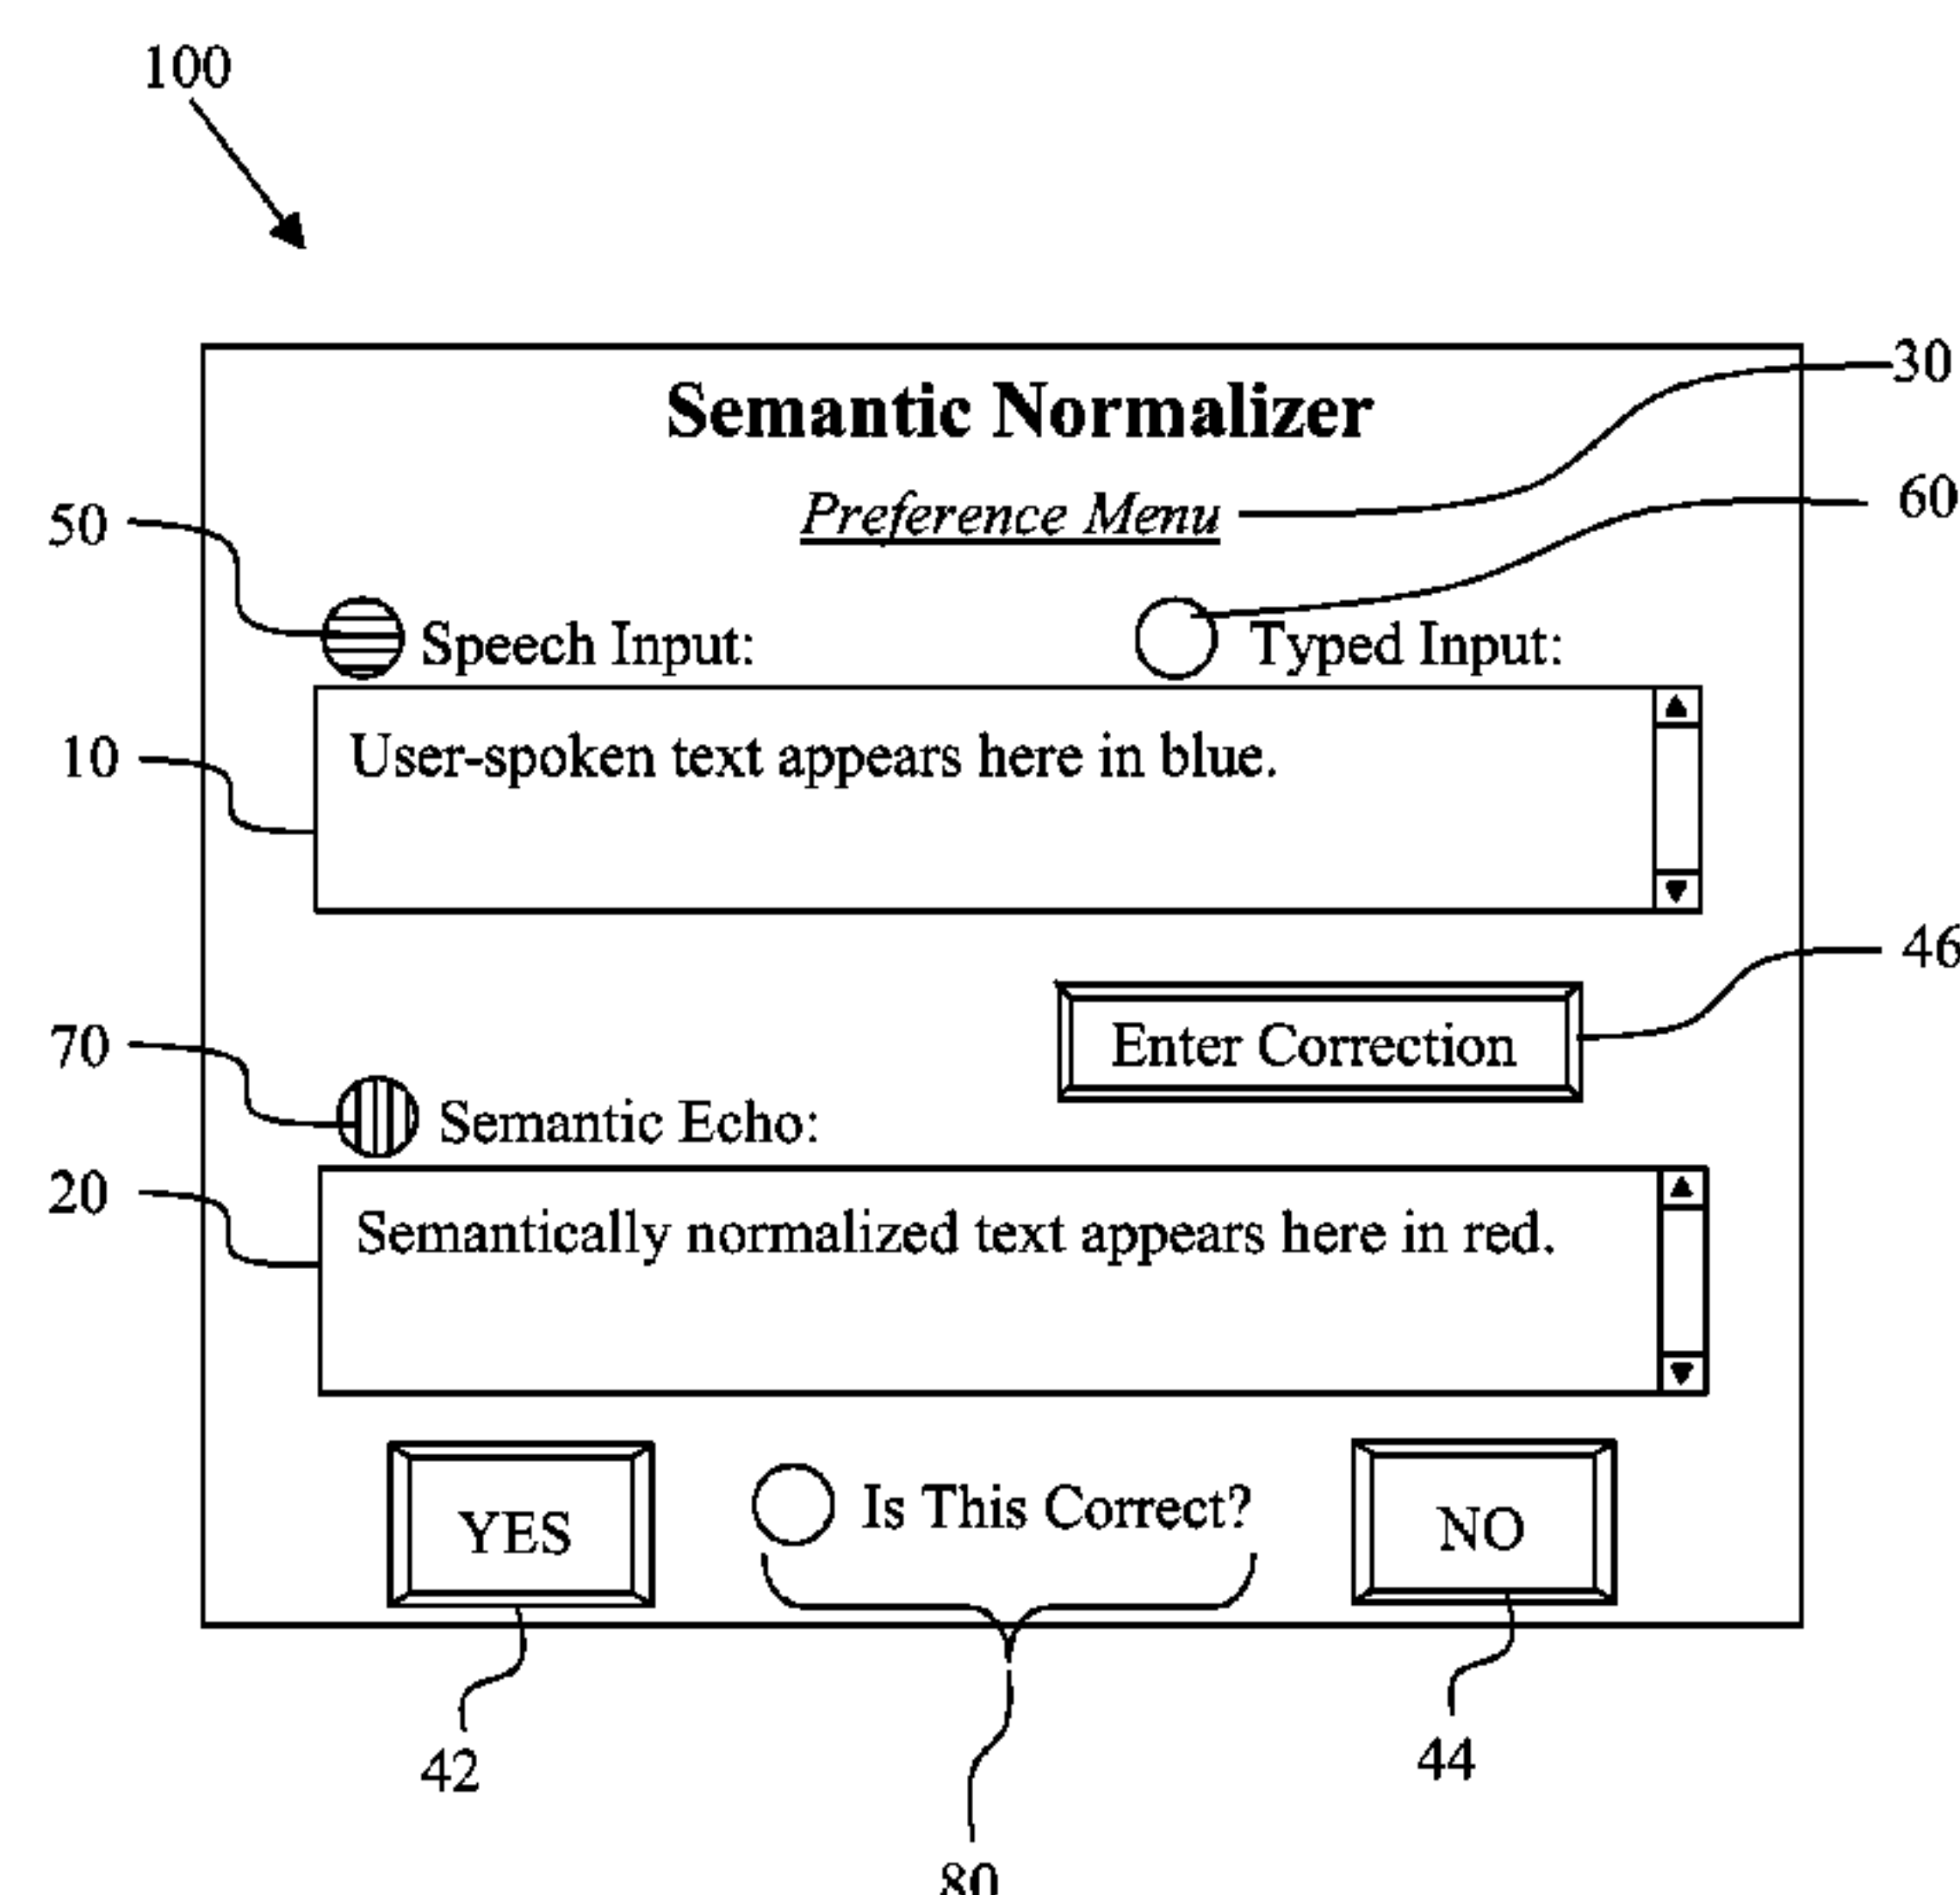 100
30
Semantic Normalizer
60
Preference Menu
50
Speech Input: Typed Input:
10
User-spoken text appears here in blue.
46
Enter Correction
70
Semantic Echo:
20
Semantically normalized text appears here in red.
YES Is This Correct? NO
42 44
80